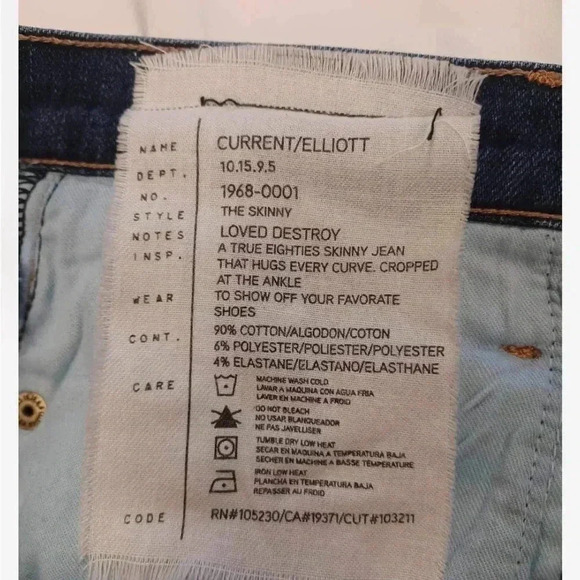 NAME CURRENT/ELLIOTT
DEPT. 10.15.9.5
NO. 1968-0001
STYLE THE SKINNY
NOTES LOVED DESTROY
INSP. A TRUE EIGHTIES SKINNY JEAN
THAT HUGS EVERY CURVE. CROPPED
AT THE ANKLE
WEAR TO SHOW OFF YOUR FAVORATE
SHOES
CONT. 90% COTTON/ALGODON/COTON
6% POLYESTER/POLIESTER/POLYESTER
4% ELASTANE/ELASTANO/ELASTHANE
CARE MACHINE WASH COLD
LAVAR A MAQUINA CON AGUA FRIA
LAVER EN MACHINE A FROID
DO NOT BLEACH
NO USAR BLANQUEADOR
NE PAS JAVELLISER
TUMBLE DRY LOW HEAT
SECAR EN MAQUINA A TEMPERATURA BAJA
SECHER EN MACHINE A BASSE TEMPERATURE
IRON LOW HEAT
PLANCHA EN TEMPERATURA BAJA
REPASSER AU FROID
CODE RN#105230/CA#19371/CUT#103211